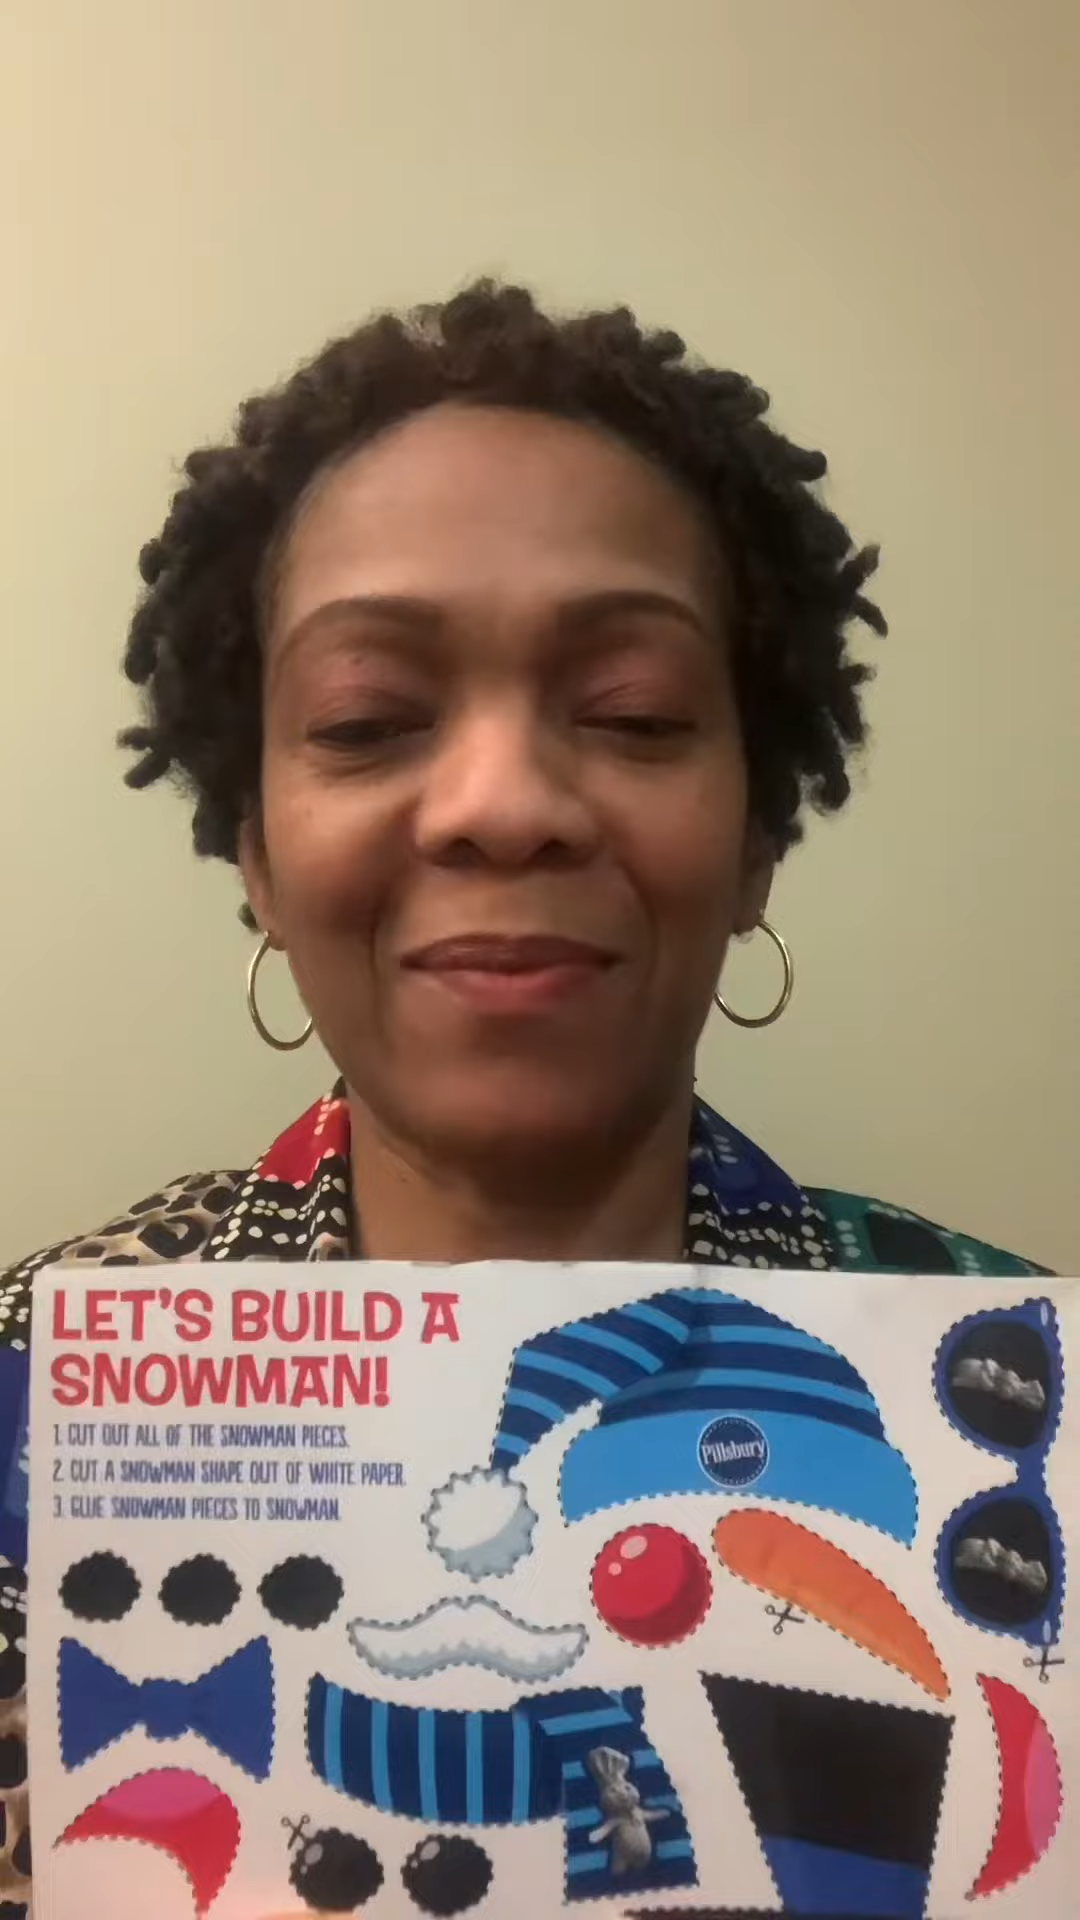 LET'S BUILD A
SNOWMAN!
1. CUT OUT ALL OF THE SNOWMAN PIECES.
2. CUT A SNOWMAN SHAPE OUT OF WHITE PAPER.
3. GLUE SNOWMAN PIECES TO SNOWMAN.
Pillsbury